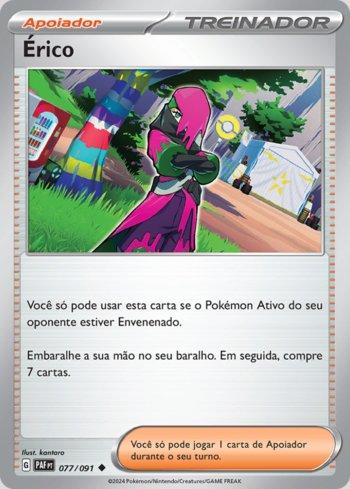 Apoiador
TREINADOR
Érico
Você só pode usar esta carta se o Pokémon Ativo do seu
oponente estiver Envenenado.
Embaralhe a sua mão no seu baralho. Em seguida, compre
7 cartas.
Ilust. kantaro
G PAF PT 077/091
Você só pode jogar 1 carta de Apoiador
durante o seu turno.
©2024 Pokémon/Nintendo/Creatures/GAME FREAK